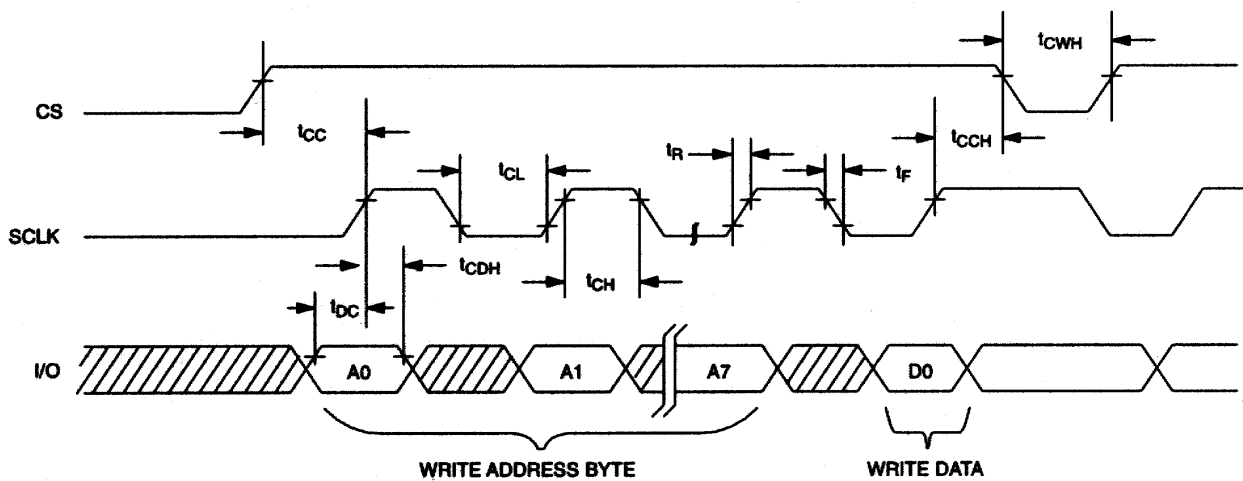 tCWH
CS
tCC
tCCH
tR
tF
tCL
SCLK
tCDH
tCH
tDC
I/O
A0
A1
A7
D0
WRITE ADDRESS BYTE
WRITE DATA